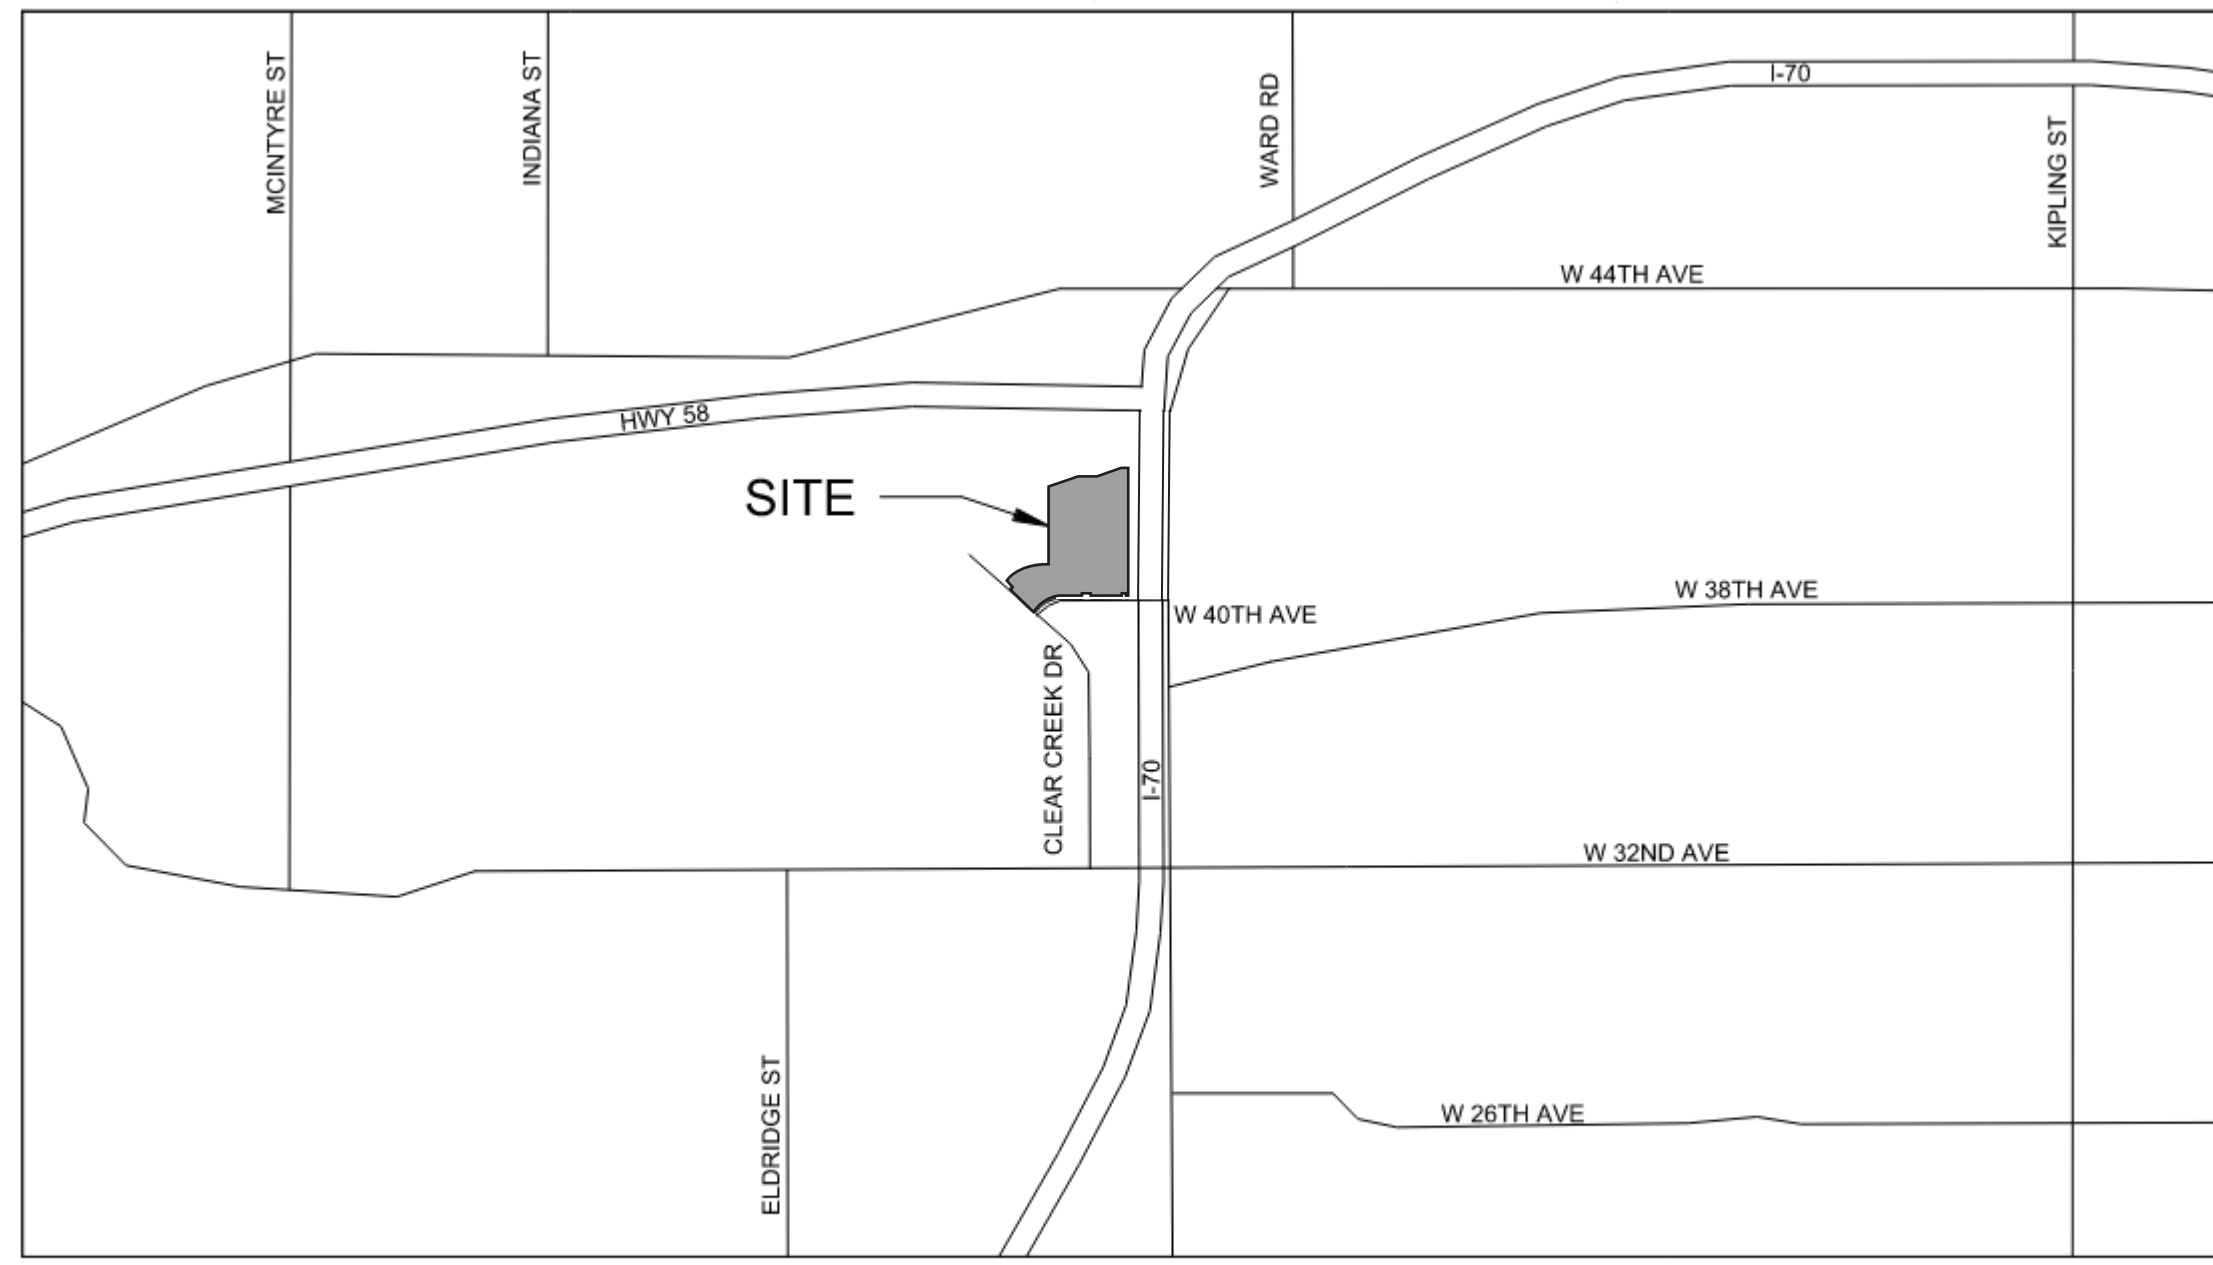 I-70
MCINTYRE ST
INDIANA ST
WARD RD
KIPLING ST
W 44TH AVE
HWY 58
SITE
W 38TH AVE
W 40TH AVE
CLEAR CREEK DR
I-70
W 32ND AVE
W 26TH AVE
ELDRIDGE ST